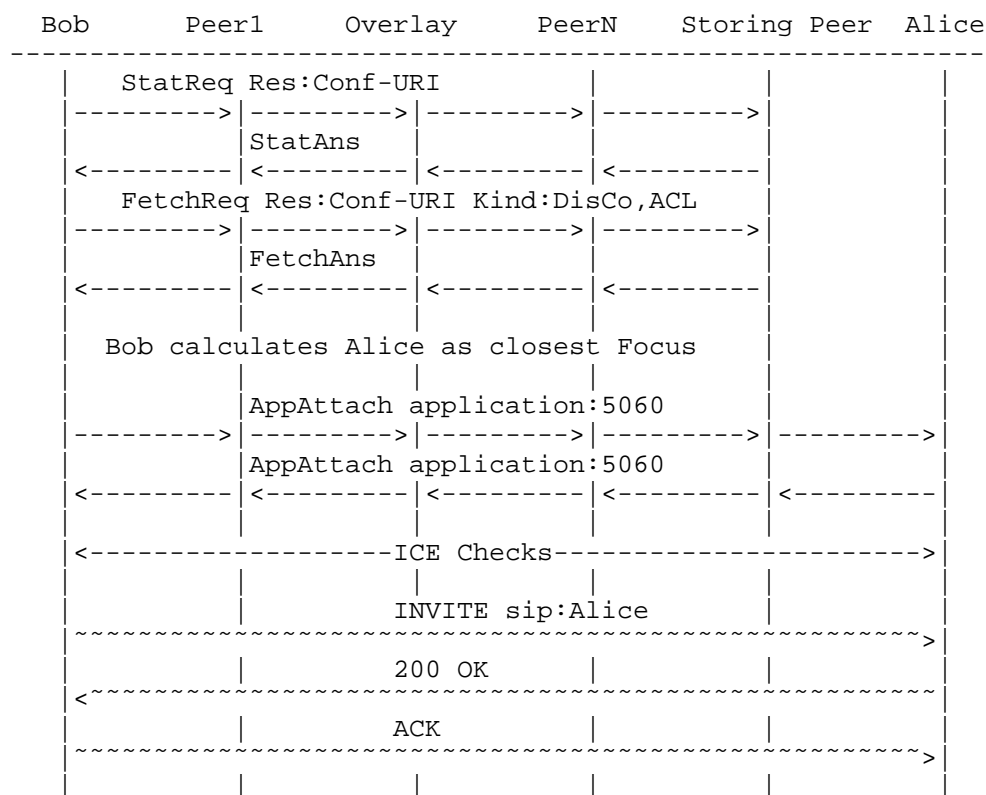 Bob Peer1 Overlay PeerN Storing Peer Alice
StatReq Res:Conf-URI
StatAns
FetchReq Res:Conf-URI Kind:DisCo,ACL
FetchAns
Bob calculates Alice as closest Focus
AppAttach application:5060
AppAttach application:5060
ICE Checks
INVITE sip:Alice
200 OK
ACK